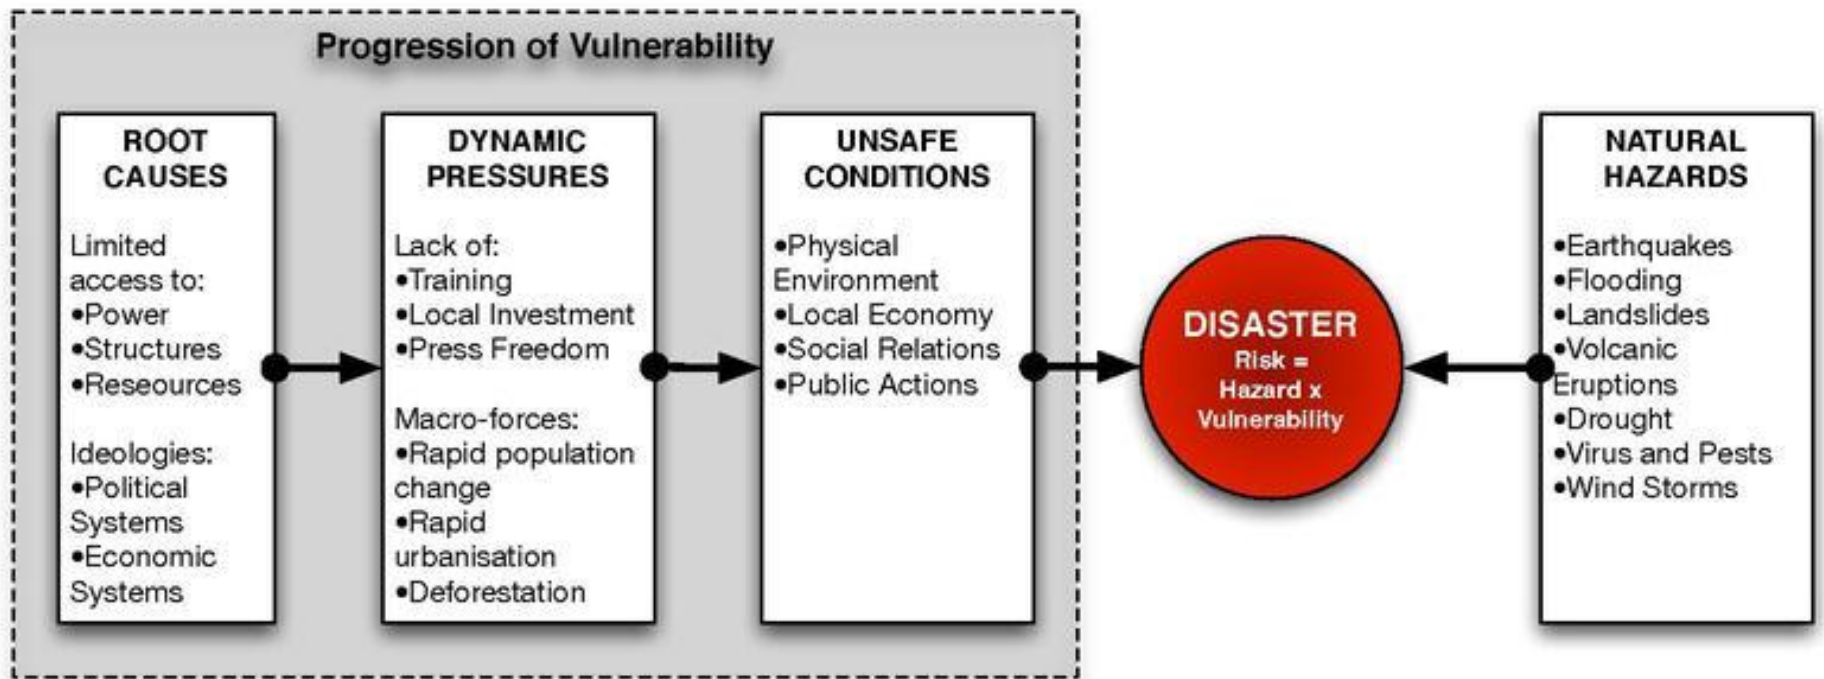 Progression of Vulnerability
ROOT
CAUSES
Limited
access to:
•Power
•Structures
•Reseources
Ideologies:
•Political
Systems
•Economic
Systems
DYNAMIC
PRESSURES
Lack of:
•Training
•Local Investment
•Press Freedom
Macro-forces:
•Rapid population
change
•Rapid
urbanisation
•Deforestation
UNSAFE
CONDITIONS
•Physical
Environment
•Local Economy
•Social Relations
•Public Actions
DISASTER
Risk =
Hazard x
Vulnerability
NATURAL
HAZARDS
•Earthquakes
•Flooding
•Landslides
•Volcanic
Eruptions
•Drought
•Virus and Pests
•Wind Storms